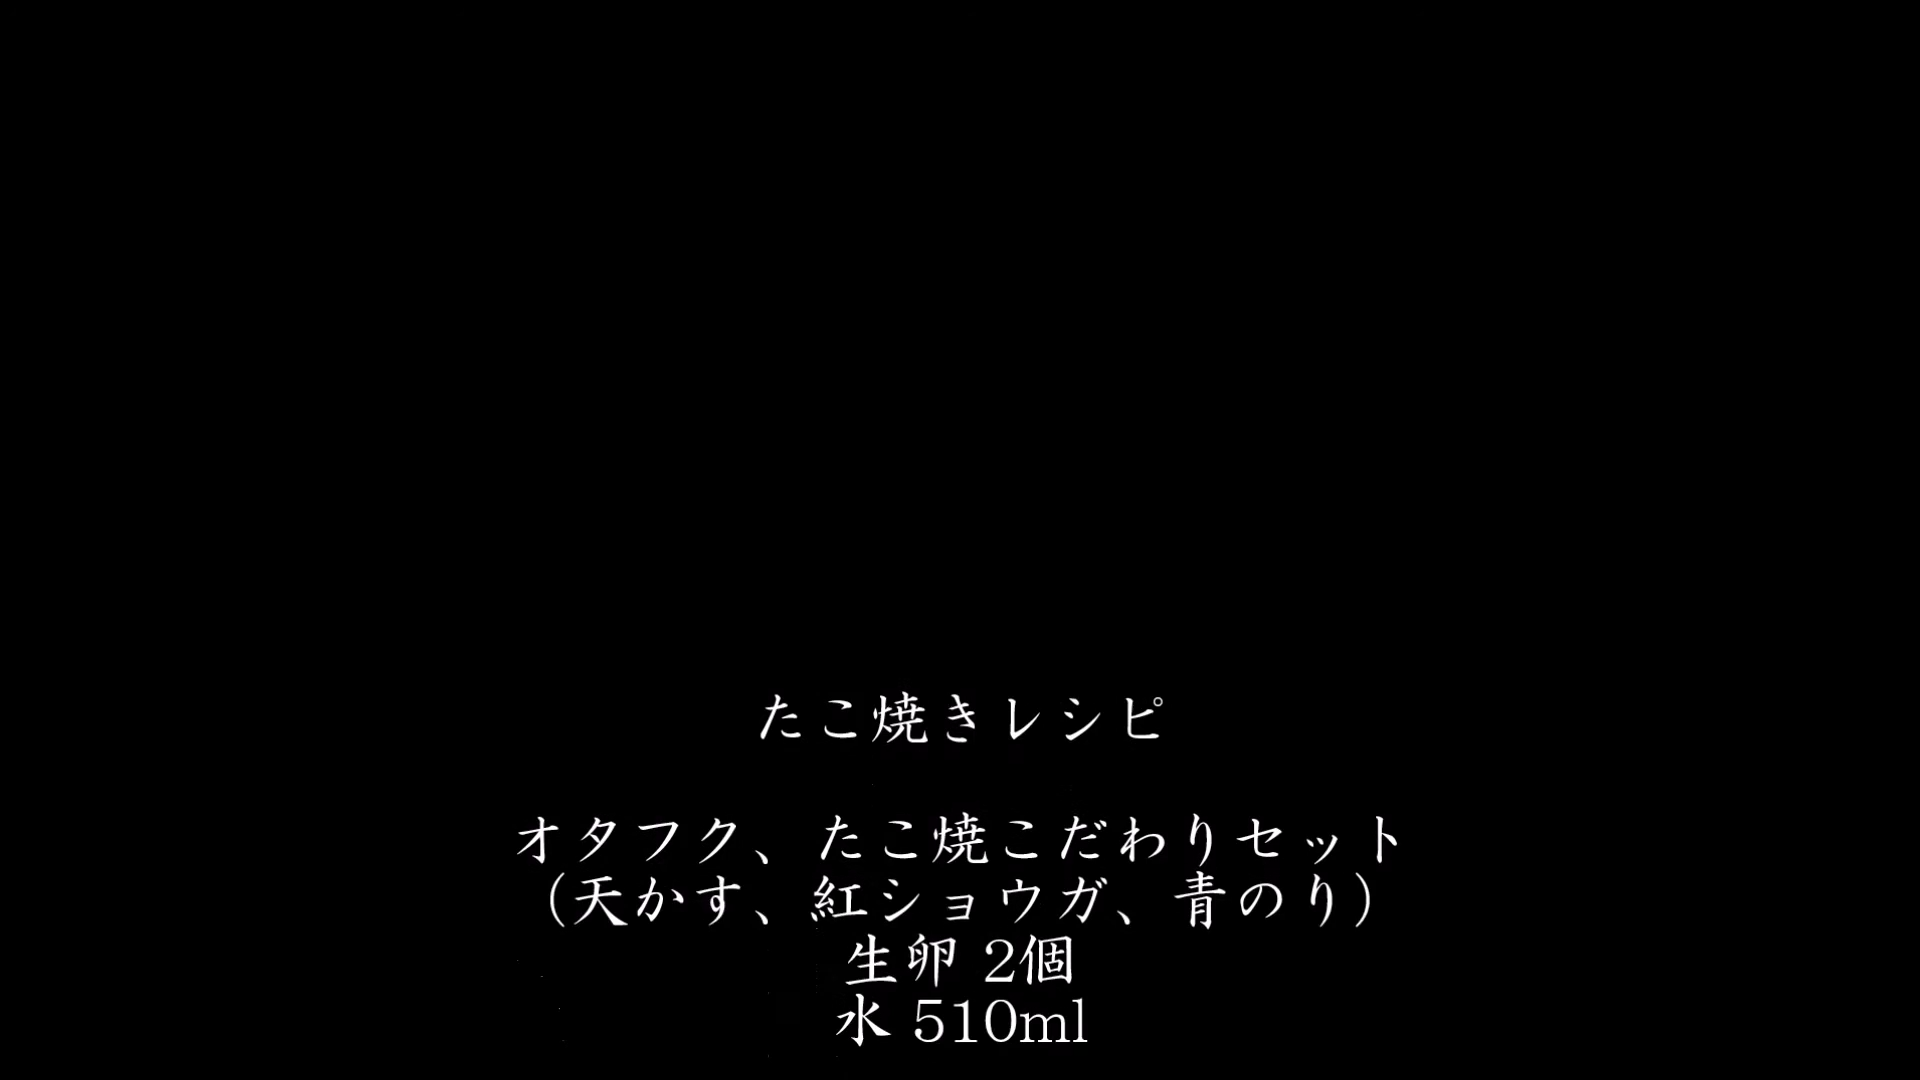 たこ焼きレシピ
オタフク、たこ焼こだわりセット
（天かす、紅ショウガ、青のり）
生卵 2個
水 510ml